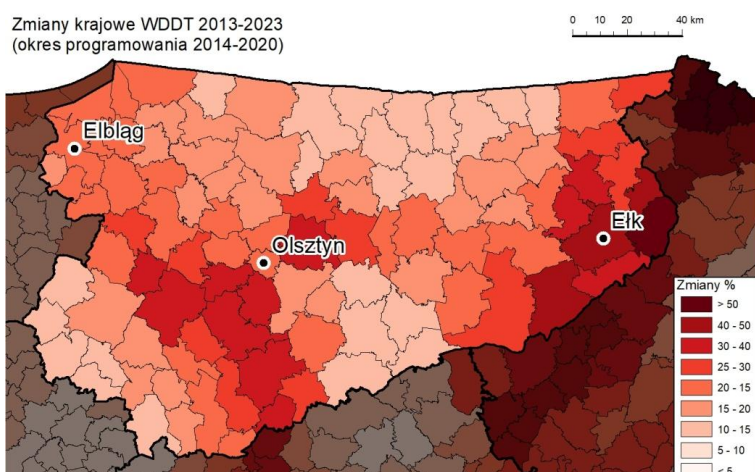 Zmiany krajowe WDDT 2013-2023
(okres programowania 2014-2020)
0 10 20 40 km
Elbląg
Olsztyn
Ełk
Zmiany %
> 50
40 - 50
30 - 40
25 - 30
20 - 25
15 - 20
10 - 15
5 - 10
< 5